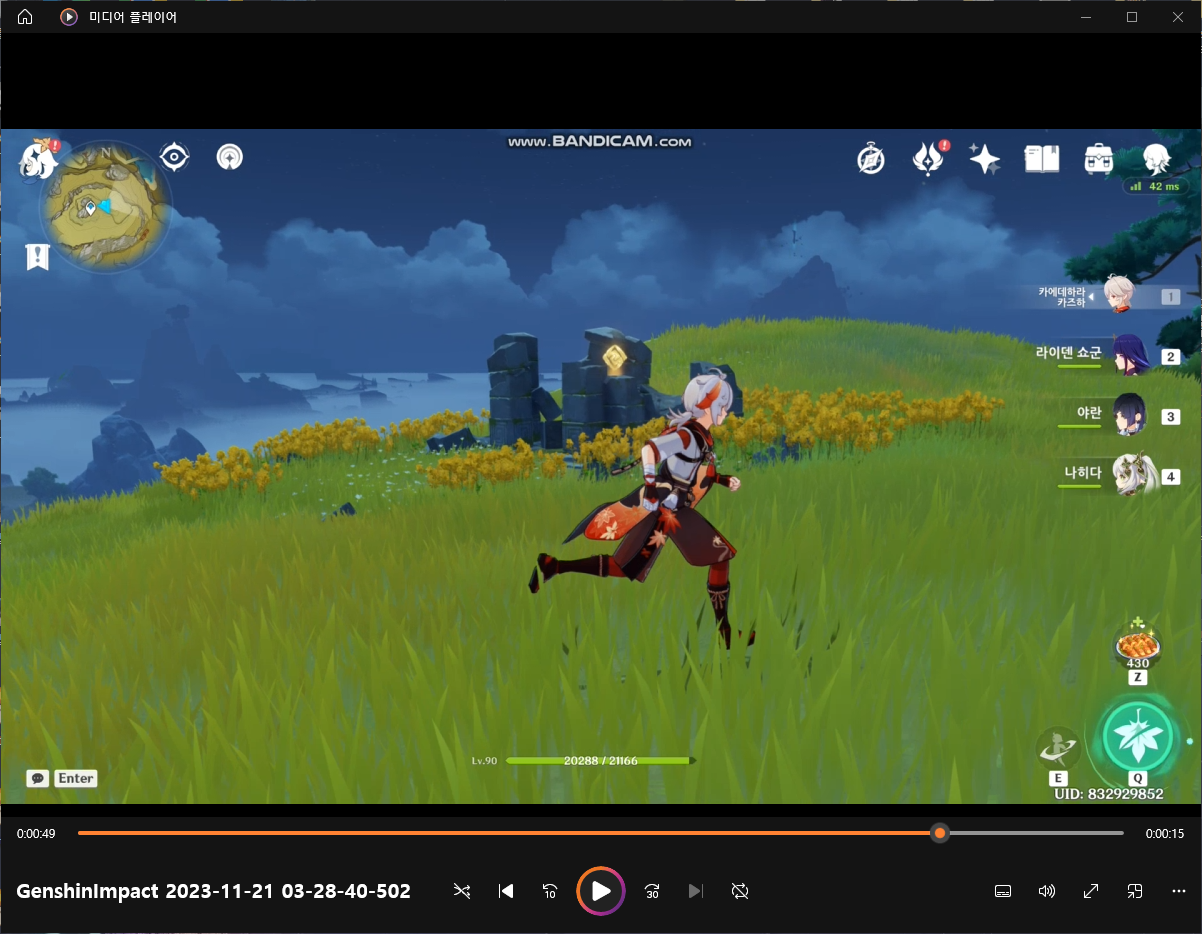 미디어 플레이어
www.BANDICAM.com
N
42 ms
카에데하라
카즈하
1
라이덴 쇼군
2
야란
3
나히다
4
430
Z
Lv.90
20288 / 21166
Enter
E
Q
UID: 832929852
0:00:49
0:00:15
GenshinImpact 2023-11-21 03-28-40-502
10
30